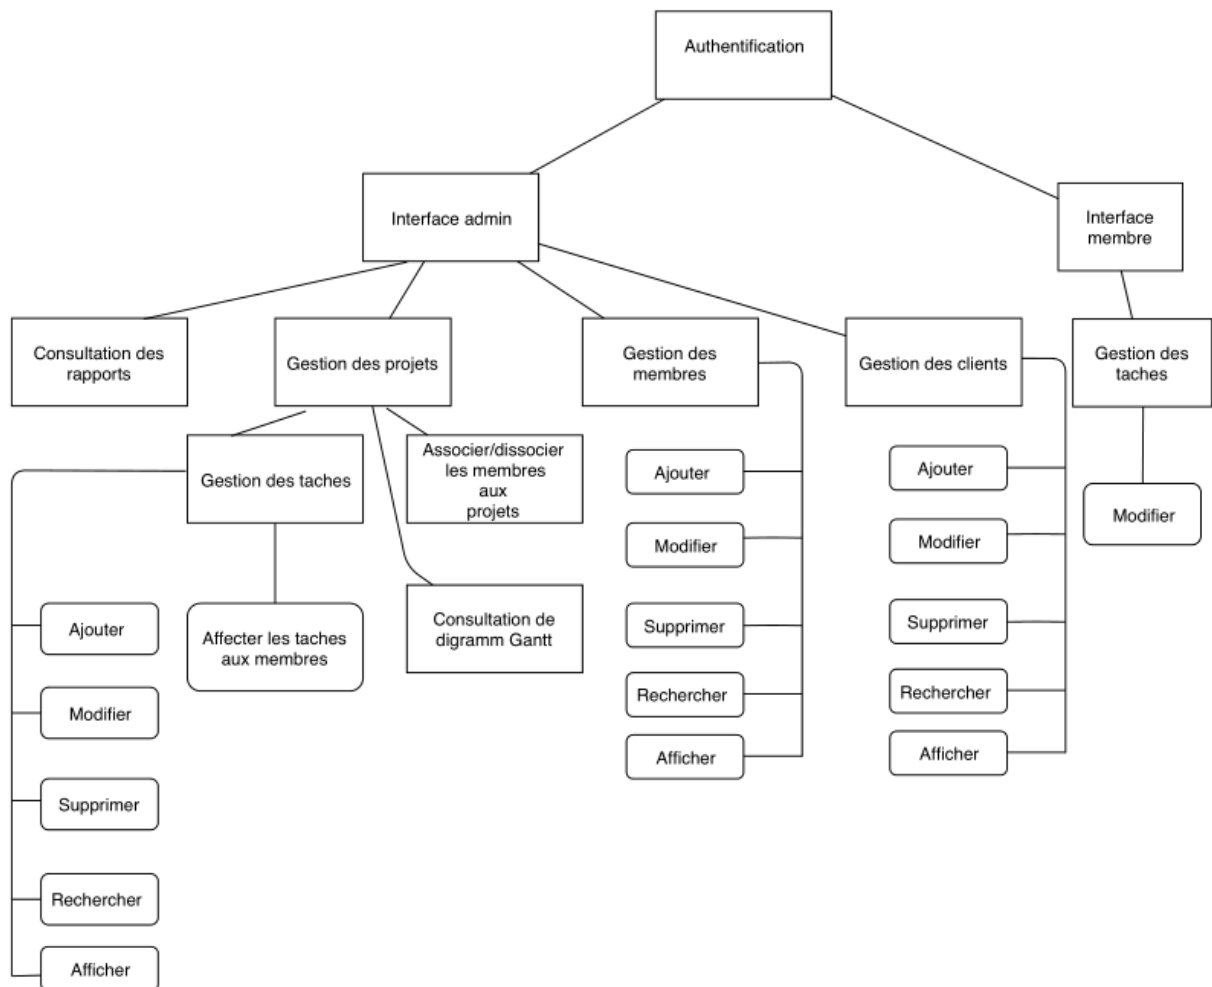 Authentification
Interface admin
Interface
membre
Consultation des
rapports
Gestion des projets
Gestion des
membres
Gestion des clients
Gestion des
taches
Gestion des taches
Associer/dissocier
les membres
aux
projets
Ajouter
Ajouter
Modifier
Modifier
Modifier
Ajouter
Affecter les taches
aux membres
Consultation de
digramm Gantt
Supprimer
Supprimer
Modifier
Rechercher
Rechercher
Afficher
Afficher
Supprimer
Rechercher
Afficher